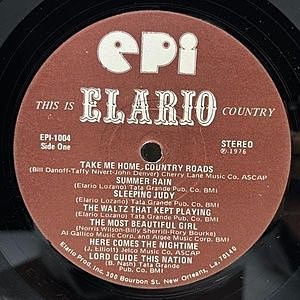 epi
THIS IS ELARIO COUNTRY
EPI-1004
Side One
STEREO
℗ 1976
TAKE ME HOME, COUNTRY ROADS
(Bill Danoff-Taffy Nivert-John Denver) Cherry Lane Music Co, ASCAP
SUMMER RAIN
(Elario Lozano) Tata Grande Pub. Co. BMI
SLEEPING JUDY
(Elario Lozano) Tata Grande Pub. Co. BMI
THE WALTZ THAT KEPT PLAYING
(Elario Lozano) Tata Grande Pub. Co. BMI
THE MOST BEAUTIFUL GIRL
(Norris Wilson-Billy Sherrill-Rory Bourke)
Al Gallico Music Corp. and Algee Music Corp. BMI
HERE COMES THE NIGHTIME
(J. Elliott) Jelco Music Co. ASCAP
LORD GUIDE THIS NATION
(B. Nash) Tata Grande
Pub. Co. BMI
Elario Prod. Inc. 300 Bourbon St. New Orleans, La. 70140